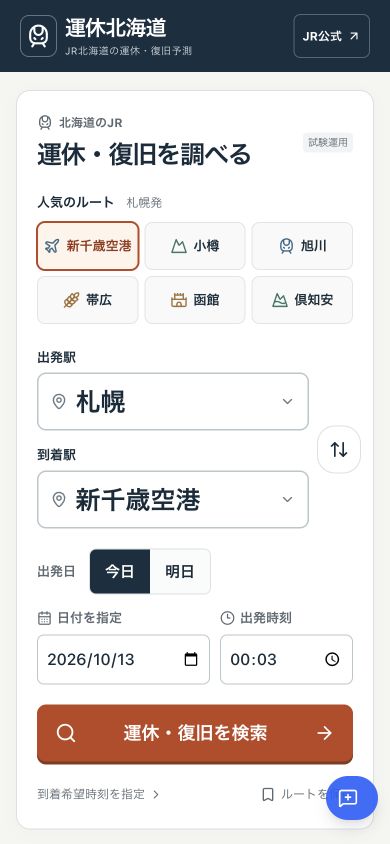 運休北海道
JR北海道の運休・復旧予測
JR公式
北海道のJR
運休・復旧を調べる
試験運用
人気のルート 札幌発
新千歳空港
小樽
旭川
帯広
函館
倶知安
出発駅
札幌
到着駅
新千歳空港
出発日 今日 明日
日付を指定
出発時刻
2026/10/13
00:03
運休・復旧を検索
到着希望時刻を指定
ルートを